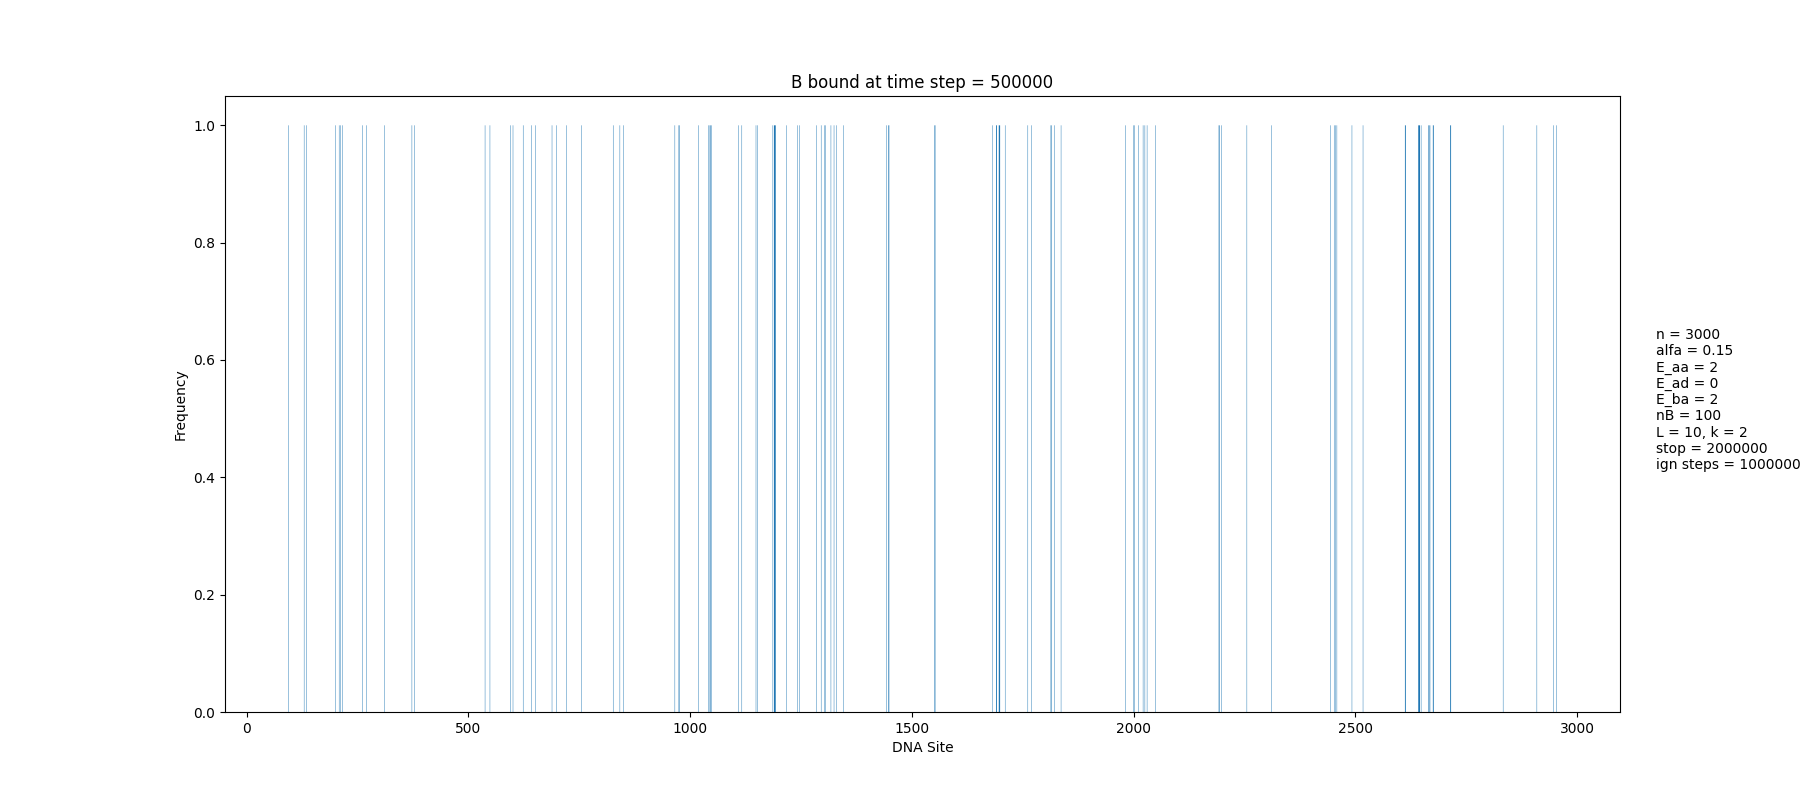 B bound at time step = 500000
1.0
0.8
0.6
0.4
0.2
0.0
Frequency
0 500 1000 1500 2000 2500 3000
DNA Site
n = 3000
alfa = 0.15
E_aa = 2
E_ad = 0
E_ba = 2
nB = 100
L = 10, k = 2
stop = 2000000
ign steps = 1000000